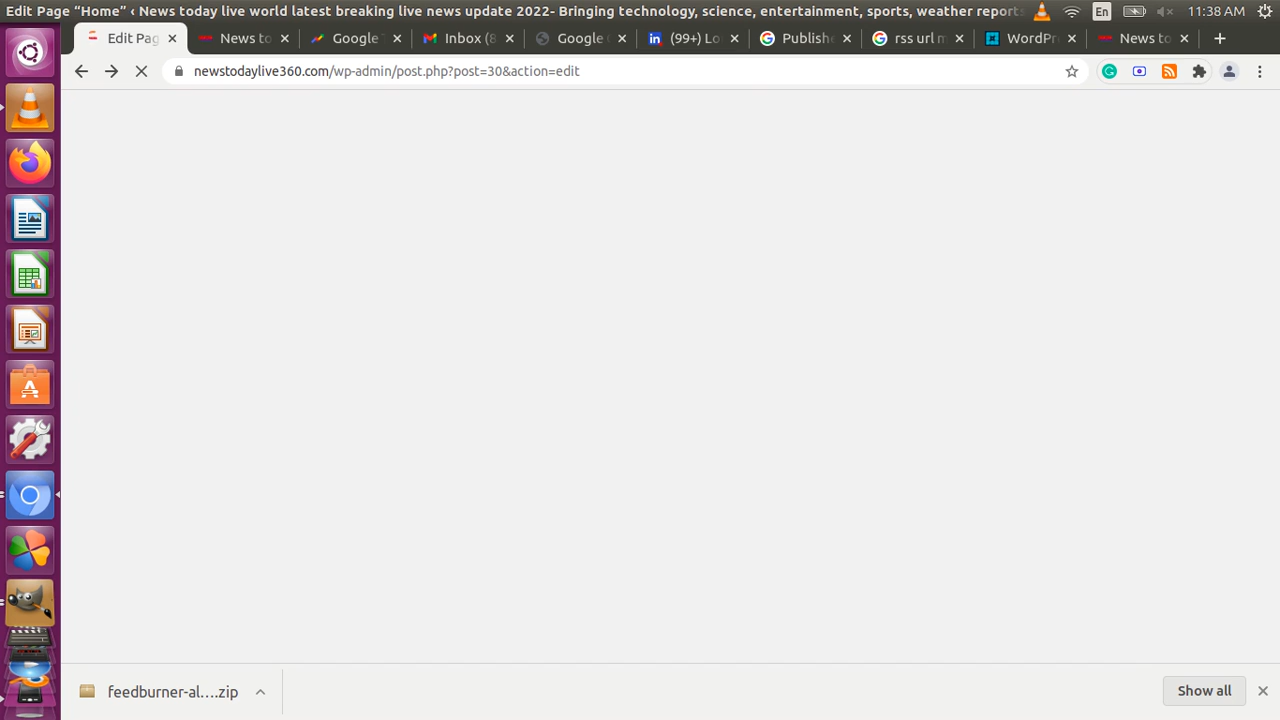 Edit Page “Home” ‹ News today live world latest breaking live news update 2022- Bringing technology, science, entertainment, sports, weather reports
En
11:38 AM
Edit Pag
News to
Google
Inbox (8
Google
(99+) Lo
Publishe
rss url m
WordPr
News to
newstodaylive360.com/wp-admin/post.php?post=30&action=edit
feedburner-al....zip
Show all